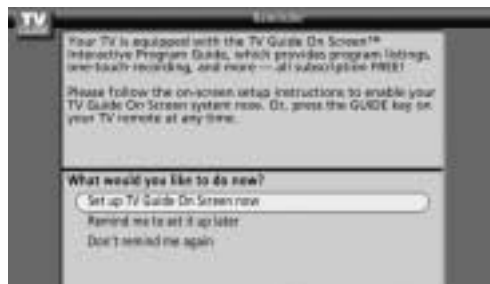 TV
Reminder
Your TV is equipped with the TV Guide On Screen™
Interactive Program Guide, which provides program listings,
one-touch recording, and more — all subscription FREE!
Please follow the on-screen setup instructions to enable your
TV Guide On Screen system now. Or, press the GUIDE key on
your TV remote at any time.
What would you like to do now?
Set up TV Guide On Screen now
Remind me to set it up later
Don't remind me again